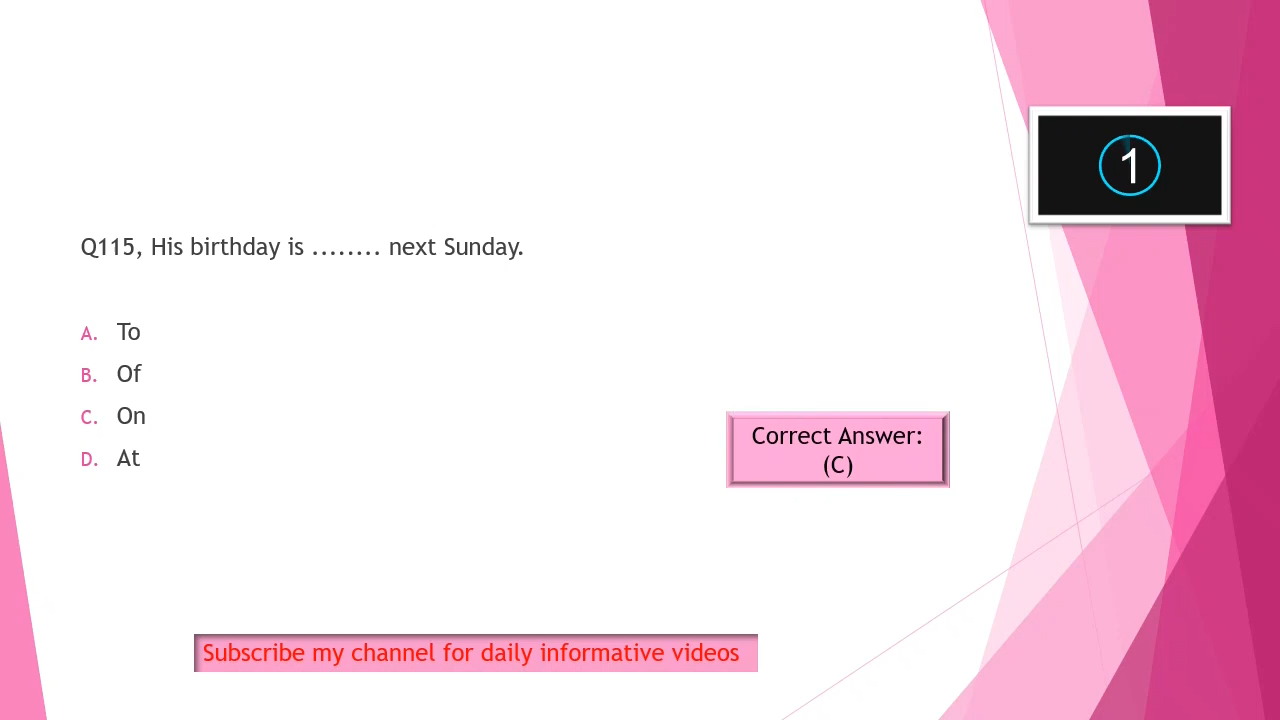 1
Q115, His birthday is ........ next Sunday.
A. To
B. Of
C. On
D. At
Correct Answer:
(C)
Subscribe my channel for daily informative videos